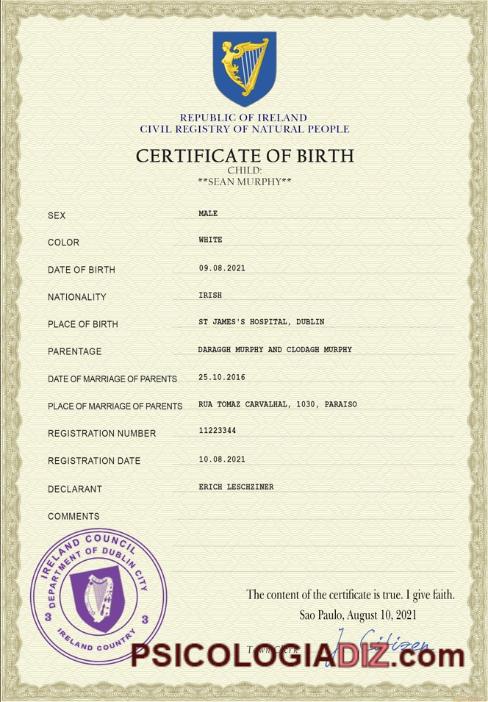 REPUBLIC OF IRELAND
CIVIL REGISTRY OF NATURAL PEOPLE
CERTIFICATE OF BIRTH
CHILD:
**SEAN MURPHY**
SEX MALE
COLOR WHITE
DATE OF BIRTH 09.08.2021
NATIONALITY IRISH
PLACE OF BIRTH ST JAMES'S HOSPITAL, DUBLIN
PARENTAGE DARAGGH MURPHY AND CLODAGH MURPHY
DATE OF MARRIAGE OF PARENTS 25.10.2016
PLACE OF MARRIAGE OF PARENTS RUA TOMAZ CARVALHAL, 1030, PARAISO
REGISTRATION NUMBER 11223344
REGISTRATION DATE 10.08.2021
DECLARANT ERICH LESCHZINER
COMMENTS
IRELAND COUNCIL
DEPARTMENT OF DUBLIN CITY
3 3
IRELAND COUNTRY
The content of the certificate is true. I give faith.
Sao Paulo, August 10, 2021
J. Citizen
PSICOLOGIADIZ.com